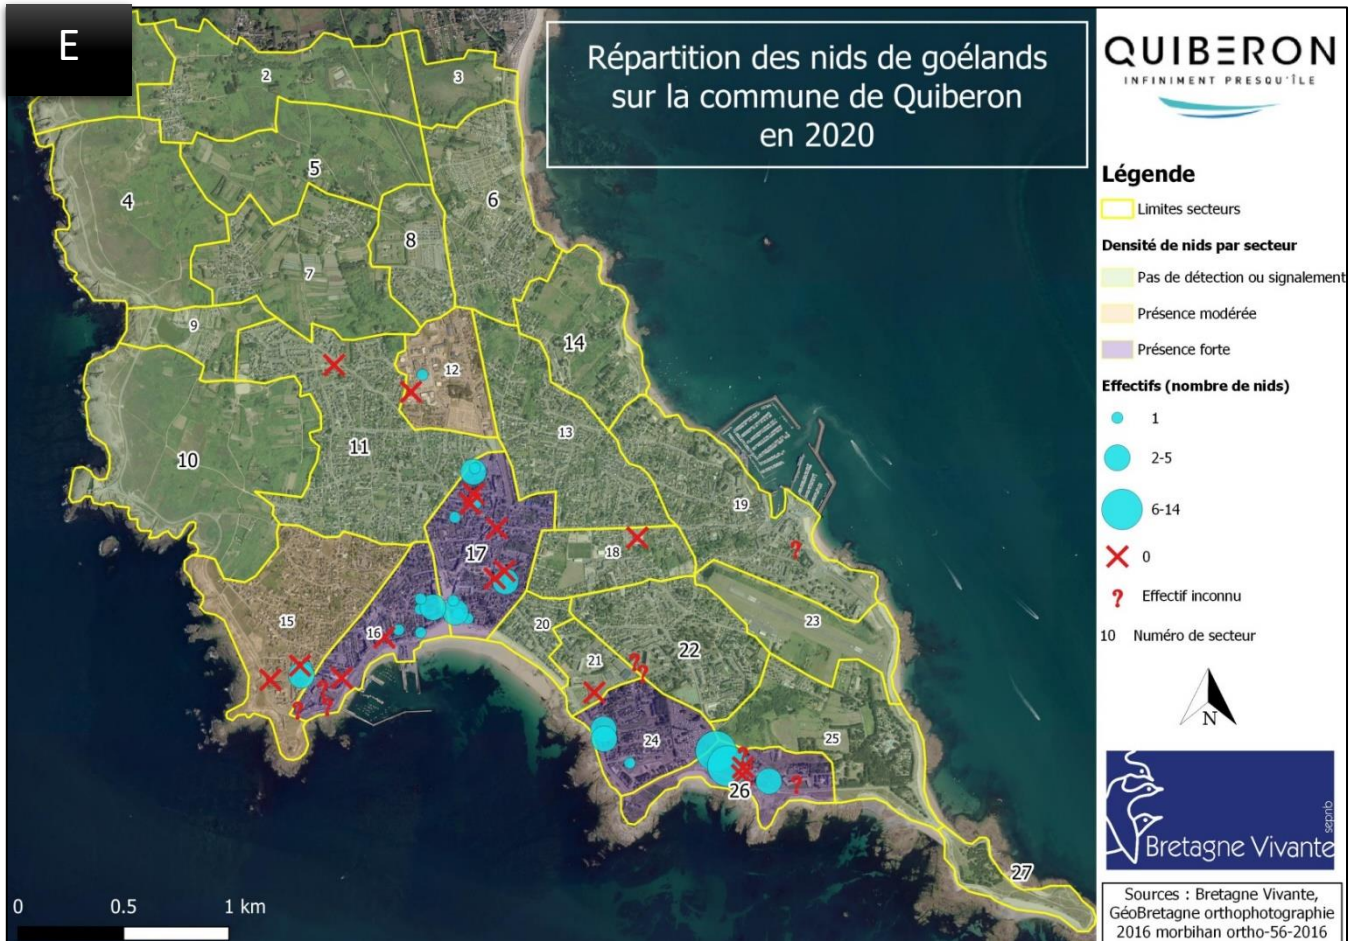 E
Répartition des nids de goélands
sur la commune de Quiberon
en 2020
2
3
4
5
6
7
8
9
10
11
12
13
14
15
16
17
18
19
20
21
22
23
24
25
26
27
0 0.5 1 km
QUIBERON
INFINIMENT PRESQU'ÎLE
Légende
Limites secteurs
Densité de nids par secteur
Pas de détection ou signalement
Présence modérée
Présence forte
Effectifs (nombre de nids)
1
2-5
6-14
0
? Effectif inconnu
10 Numéro de secteur
N
Bretagne Vivante
sepnb
Sources : Bretagne Vivante,
GéoBretagne orthophotographie
2016 morbihan ortho-56-2016